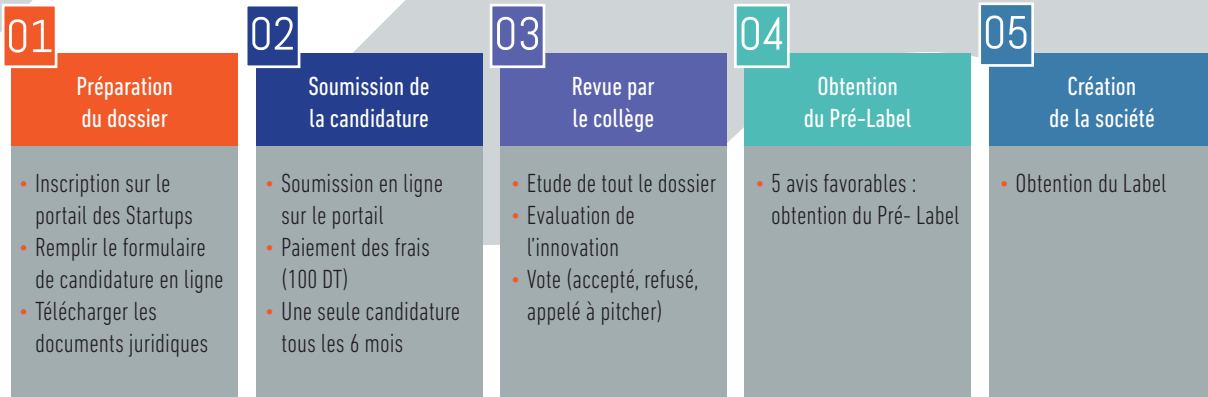 01
Préparation
du dossier
• Inscription sur le
portail des Startups
• Remplir le formulaire
de candidature en ligne
• Télécharger les
documents juridiques
02
Soumission de
la candidature
• Soumission en ligne
sur le portail
• Paiement des frais
(100 DT)
• Une seule candidature
tous les 6 mois
03
Revue par
le collège
• Etude de tout le dossier
• Evaluation de
l'innovation
• Vote (accepté, refusé,
appelé à pitcher)
04
Obtention
du Pré-Label
• 5 avis favorables :
obtention du Pré- Label
05
Création
de la société
• Obtention du Label